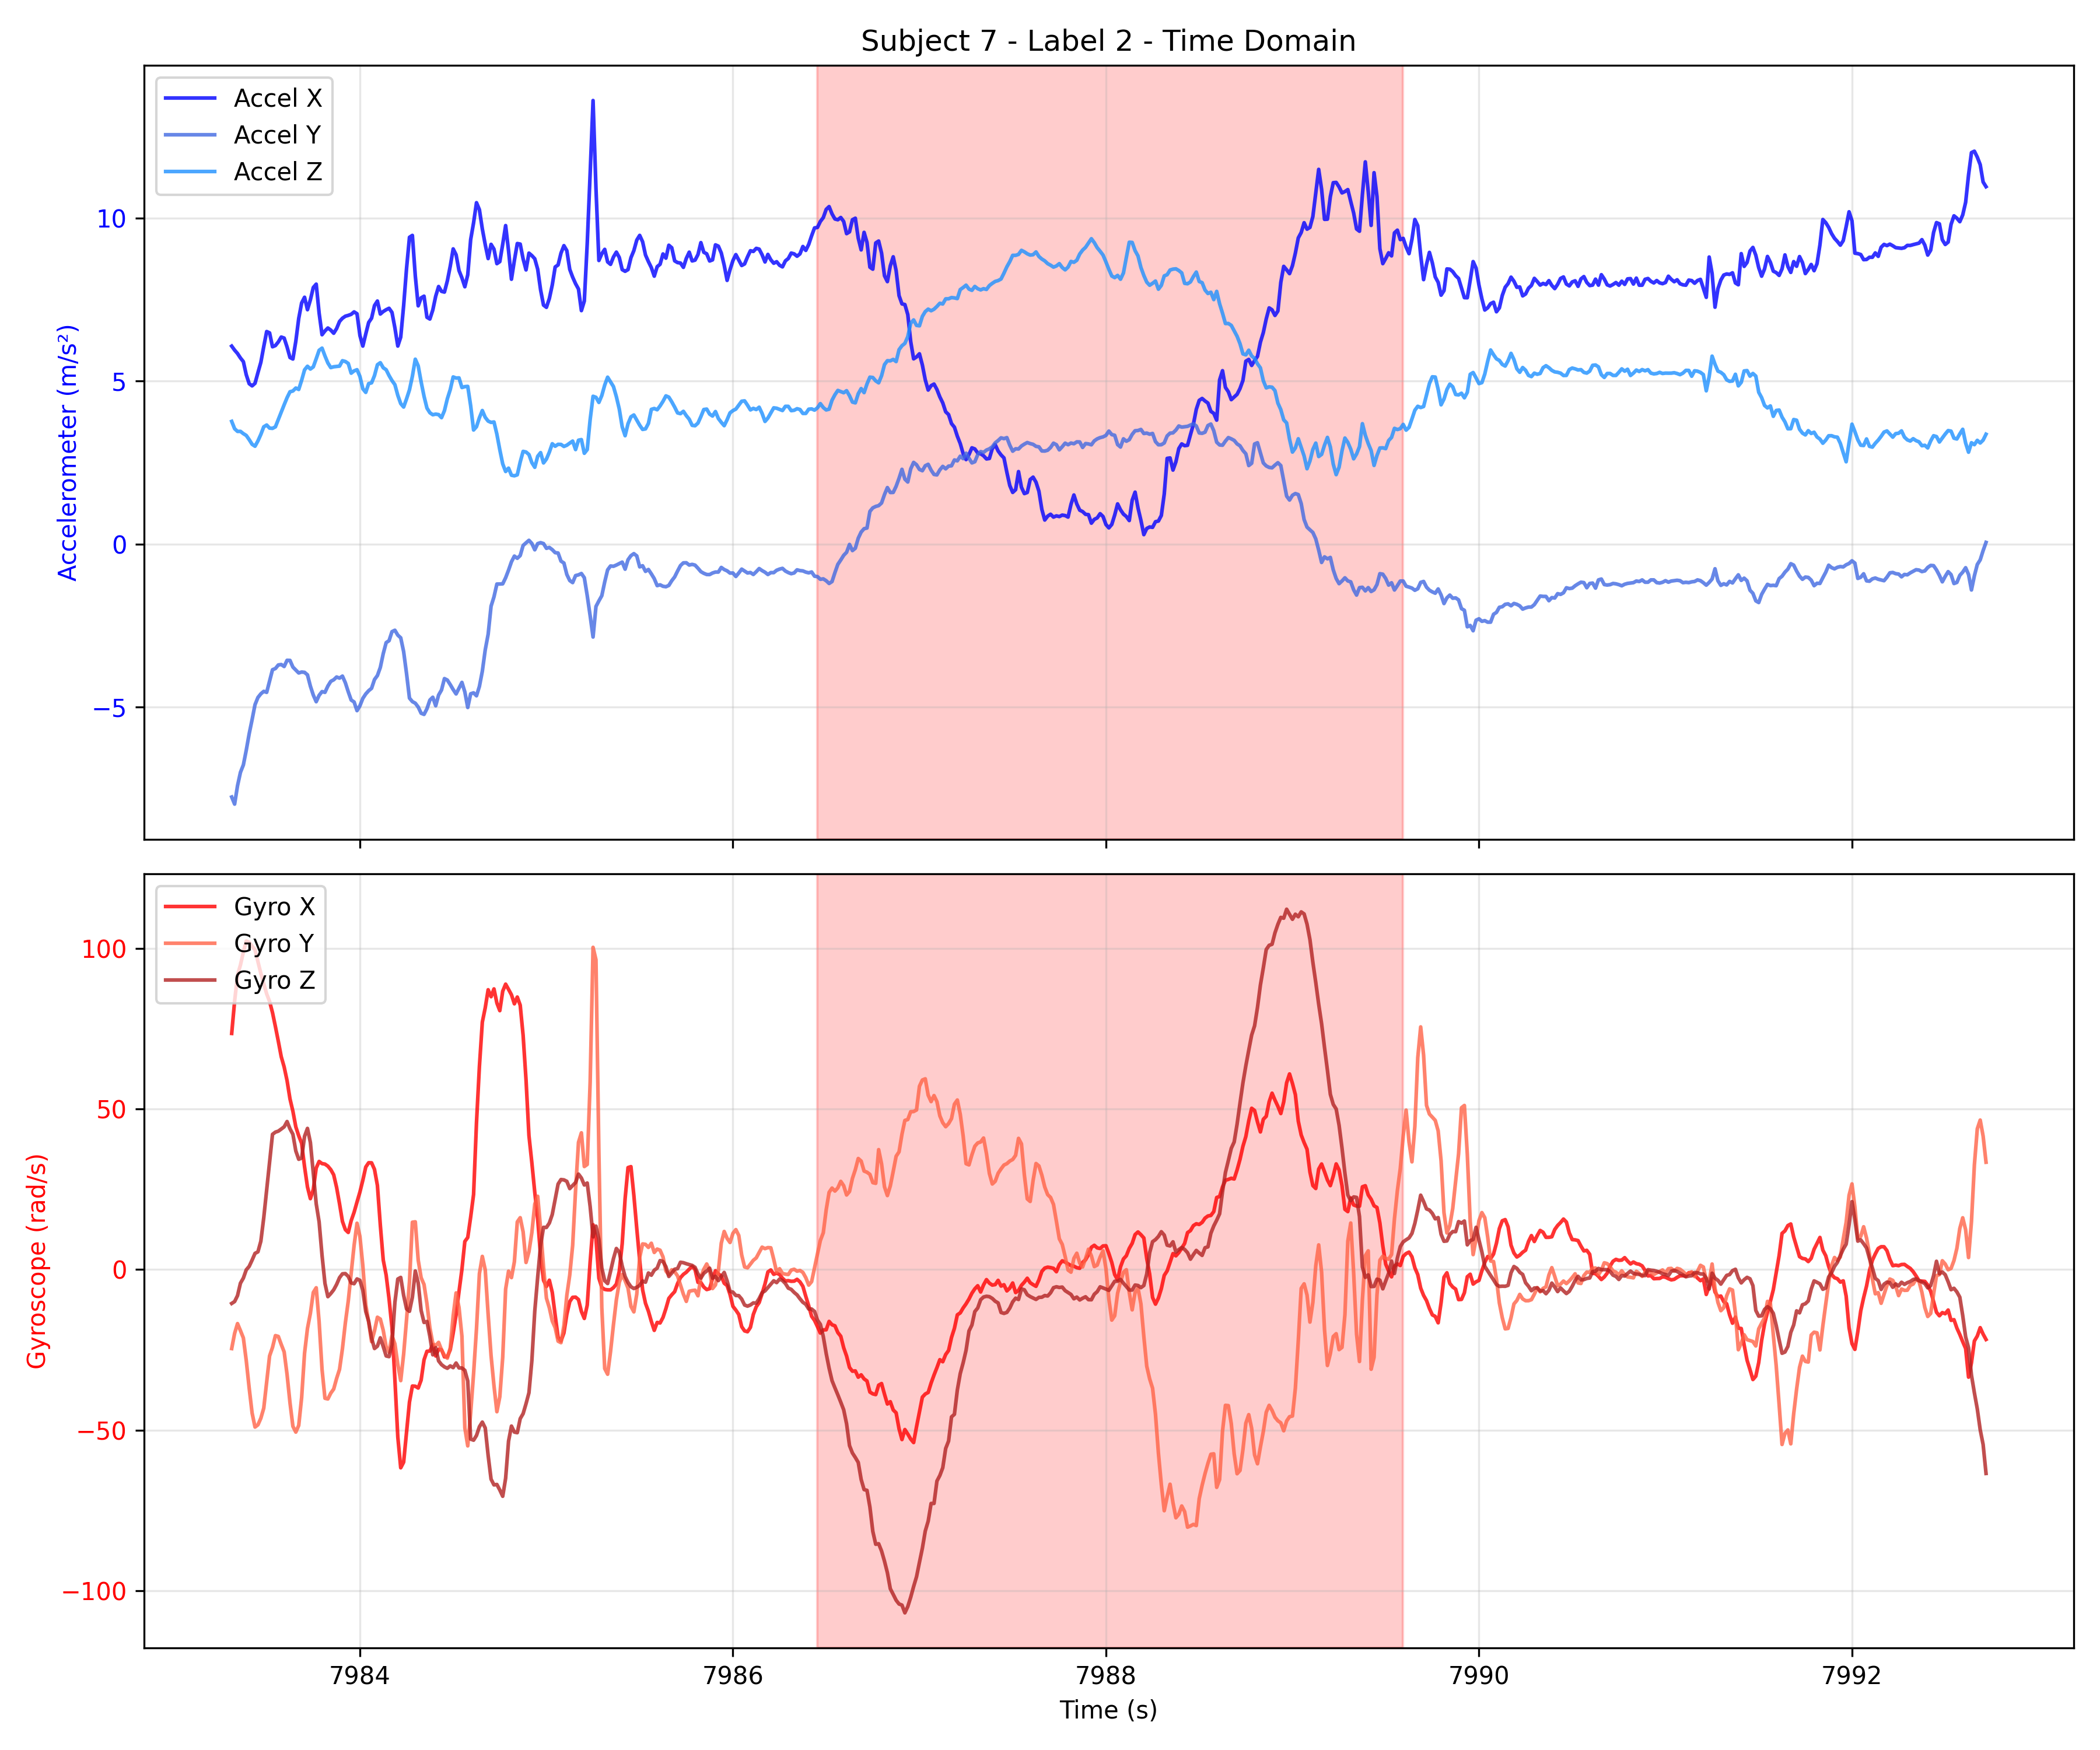 Subject 7 - Label 2 - Time Domain
Accel X
Accel Y
Accel Z
10
5
0
−5
Accelerometer (m/s²)
Gyro X
Gyro Y
Gyro Z
100
50
0
−50
−100
Gyroscope (rad/s)
7984
7986
7988
7990
7992
Time (s)